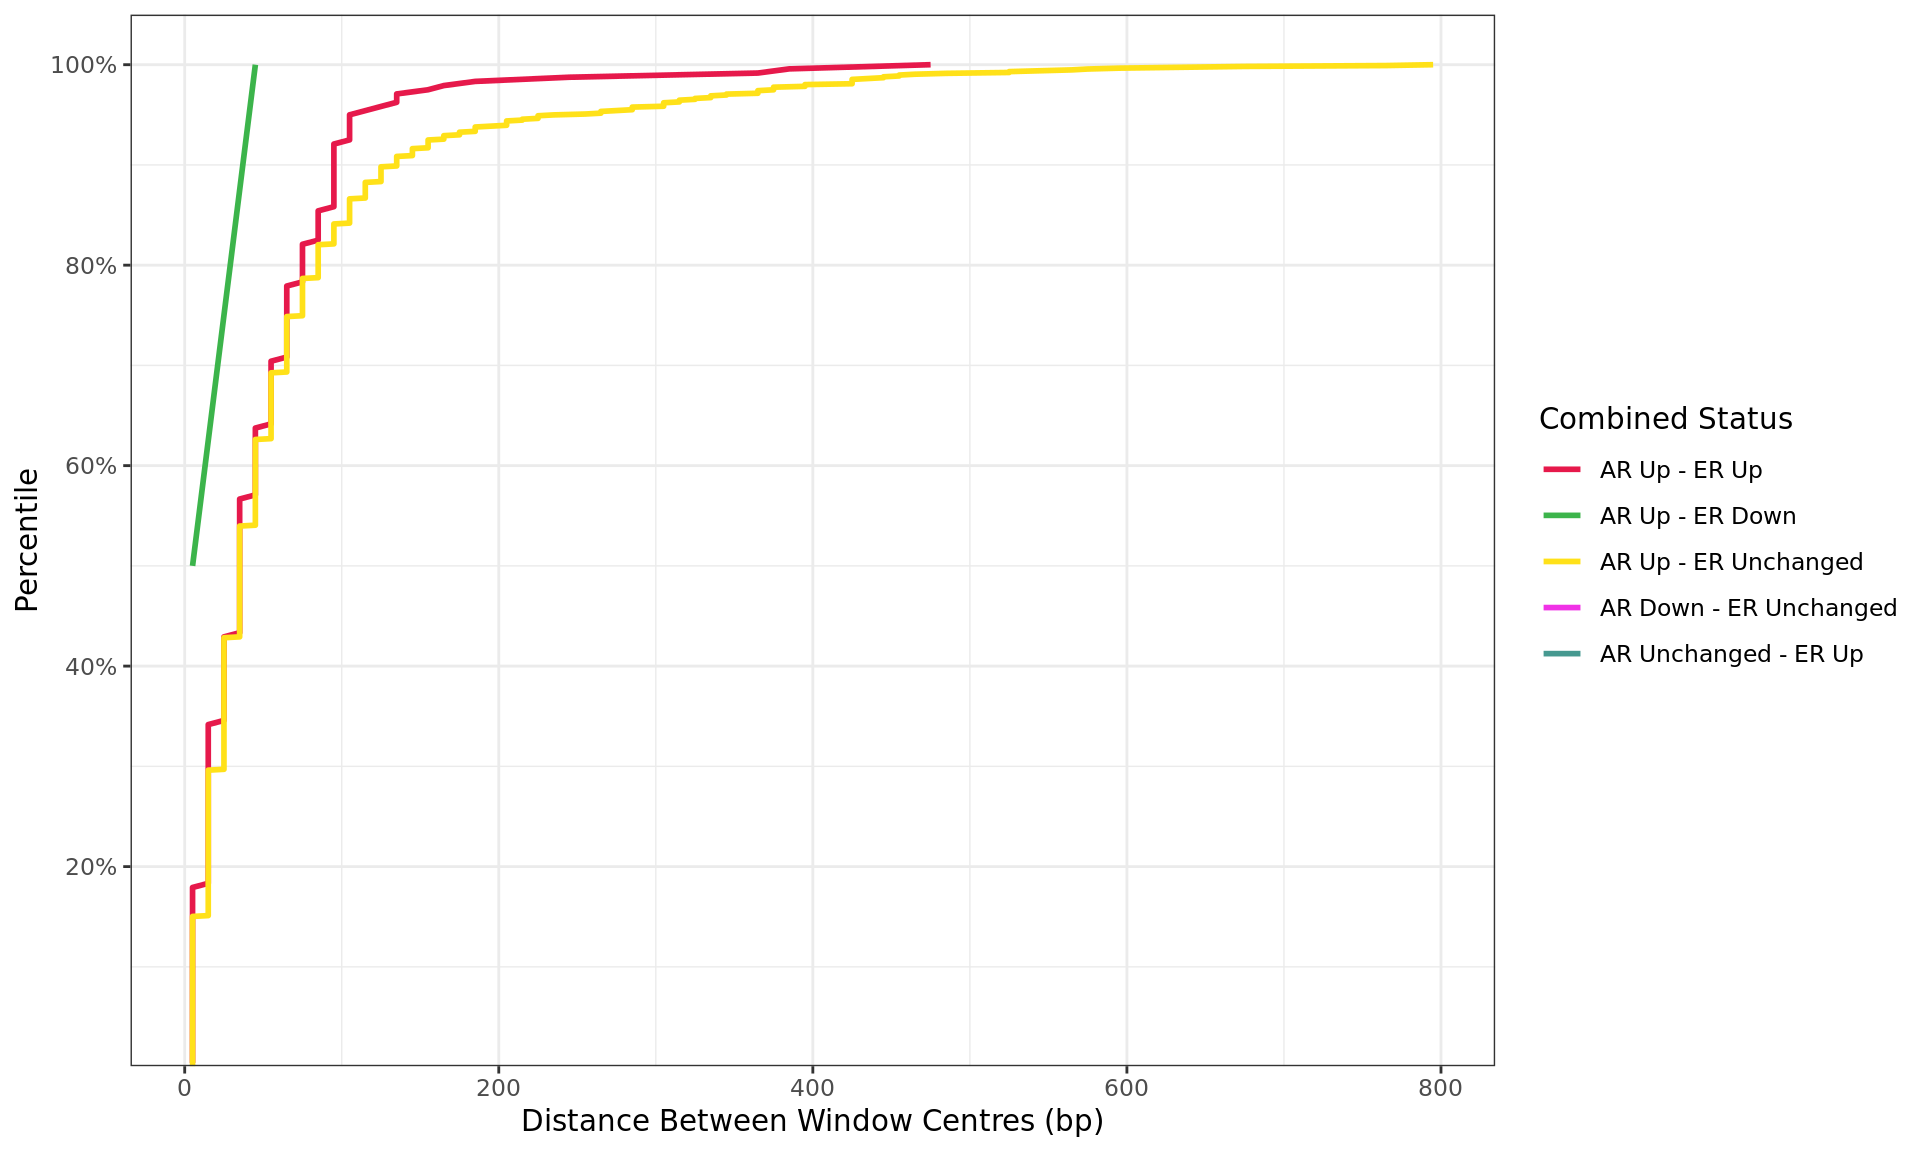 100%
80%
60%
40%
20%
Percentile
0 200 400 600 800
Distance Between Window Centres (bp)
Combined Status
AR Up - ER Up
AR Up - ER Down
AR Up - ER Unchanged
AR Down - ER Unchanged
AR Unchanged - ER Up